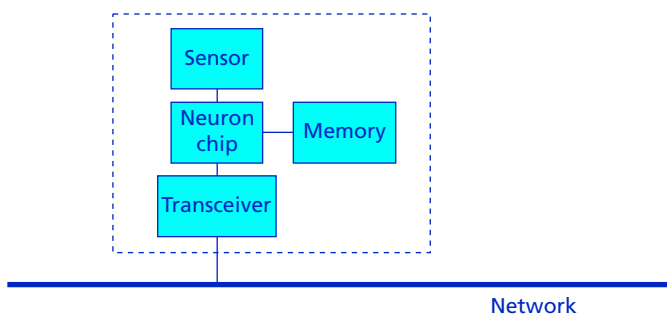 Sensor
Neuron
chip
Memory
Transceiver
Network